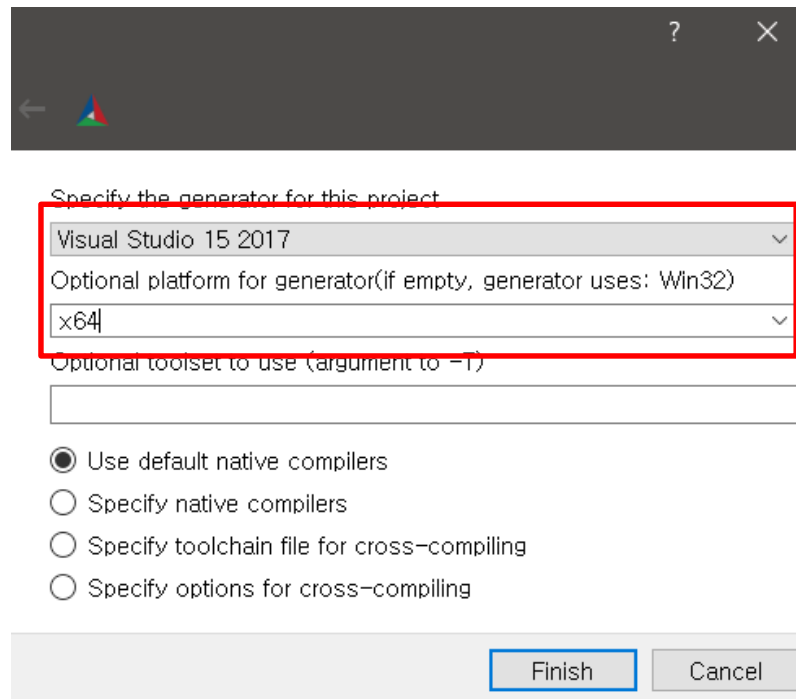 ?
Specify the generator for this project
Visual Studio 15 2017
Optional platform for generator(if empty, generator uses: Win32)
x64
Optional toolset to use (argument to -T)
Use default native compilers
Specify native compilers
Specify toolchain file for cross-compiling
Specify options for cross-compiling
Finish Cancel